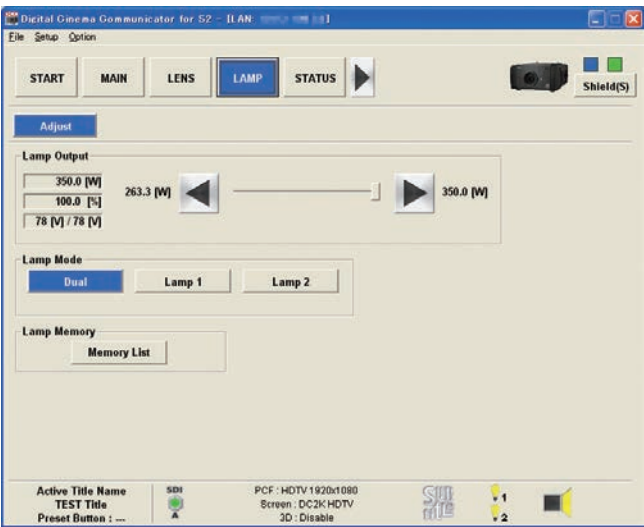 Digital Cinema Communicator for S2 - [LAN:
File Setup Option
START MAIN LENS LAMP STATUS
Shield(S)
Adjust
Lamp Output
350.0 [W]
100.0 [%]
78 [V] / 78 [V]
263.3 [W]
350.0 [W]
Lamp Mode
Dual Lamp 1 Lamp 2
Lamp Memory
Memory List
Active Title Name
TEST Title
Preset Button : ---
SDI
A
PCF : HDTV 1920x1080
Screen : DC2K HDTV
3D : Disable
1
2